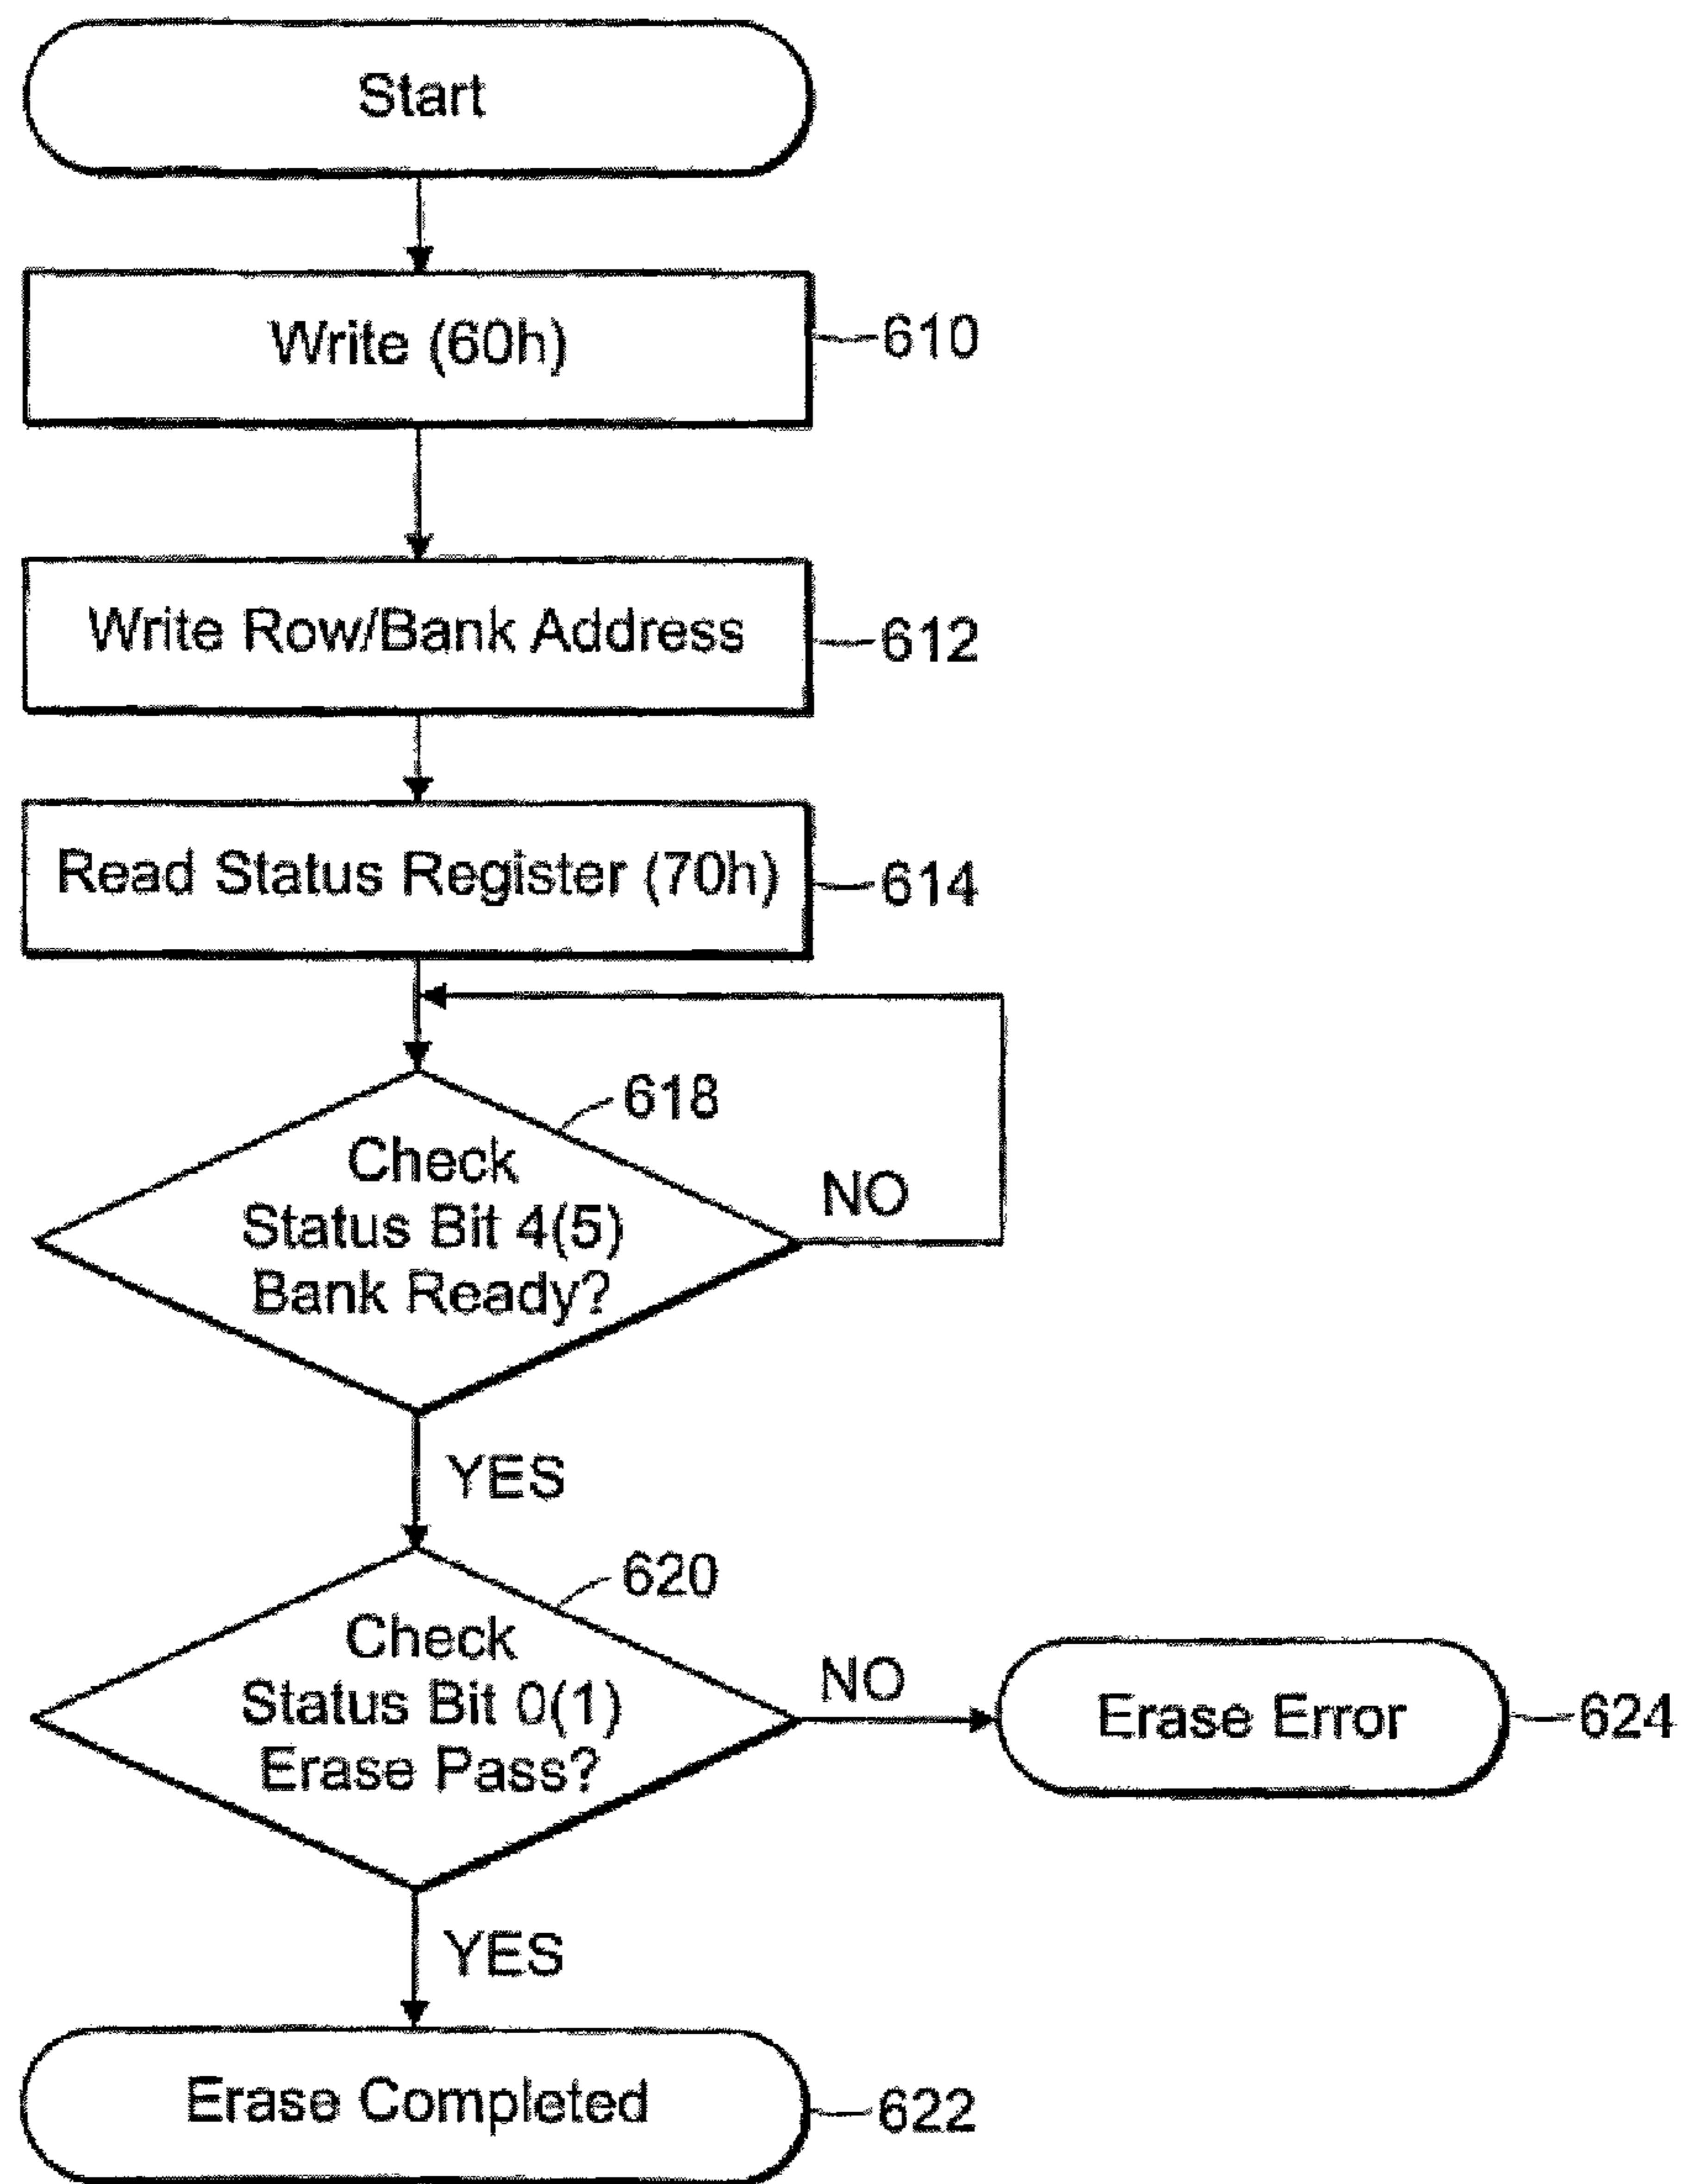 Start
Write (60h)
610
Write Row/Bank Address
612
Read Status Register (70h)
614
618
Check
Status Bit 4(5)
Bank Ready?
NO
YES
620
Check
Status Bit 0(1)
Erase Pass?
NO
Erase Error
624
YES
Erase Completed
622